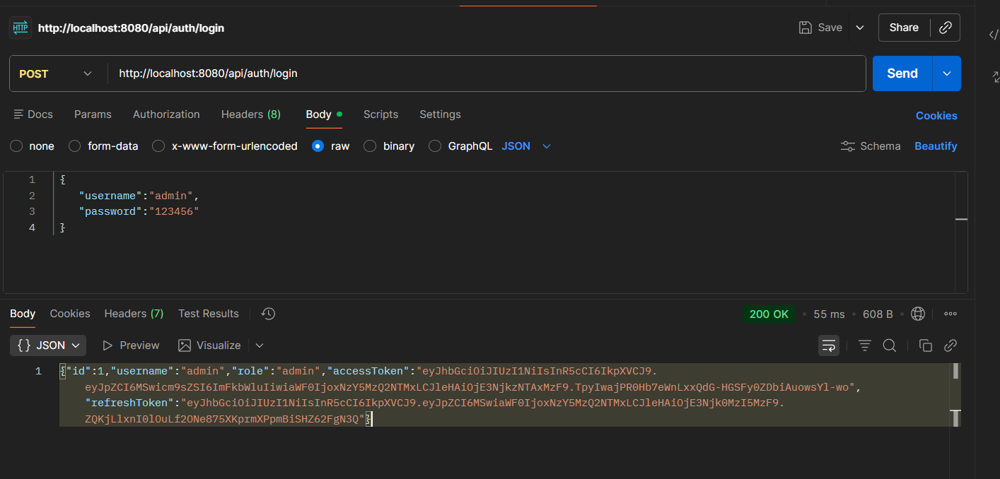 HTTP http://localhost:8080/api/auth/login Save Share
POST http://localhost:8080/api/auth/login Send
Docs Params Authorization Headers (8) Body Scripts Settings Cookies
none form-data x-www-form-urlencoded raw binary GraphQL JSON Schema Beautify
1 {
2 "username":"admin",
3 "password":"123456"
4 }
Body Cookies Headers (7) Test Results 200 OK • 55 ms • 608 B
{} JSON Preview Visualize
1 {"id":1,"username":"admin","role":"admin","accessToken":"eyJhbGciOiJIUzI1NiIsInR5cCI6IkpXVCJ9.
eyJpZCI6MSwicm9sZSI6ImFkbWluIiwiaWF0IjoxNzY5MzQ2NTMxLCJleHAiOjE3NjkzNTAxMzF9.TpyIwajPR0Hb7eWnLxxQdG-HGSFy0ZDbiAuowsYl-wo",
"refreshToken":"eyJhbGciOiJIUzI1NiIsInR5cCI6IkpXVCJ9.eyJpZCI6MSwiaWF0IjoxNzY5MzQ2NTMxLCJleHAiOjE3Njk0MzI5MzF9.
ZQKjLlxnI0lOuLf2ONe875XKprmXPpmBiSHZ62FgN3Q"}